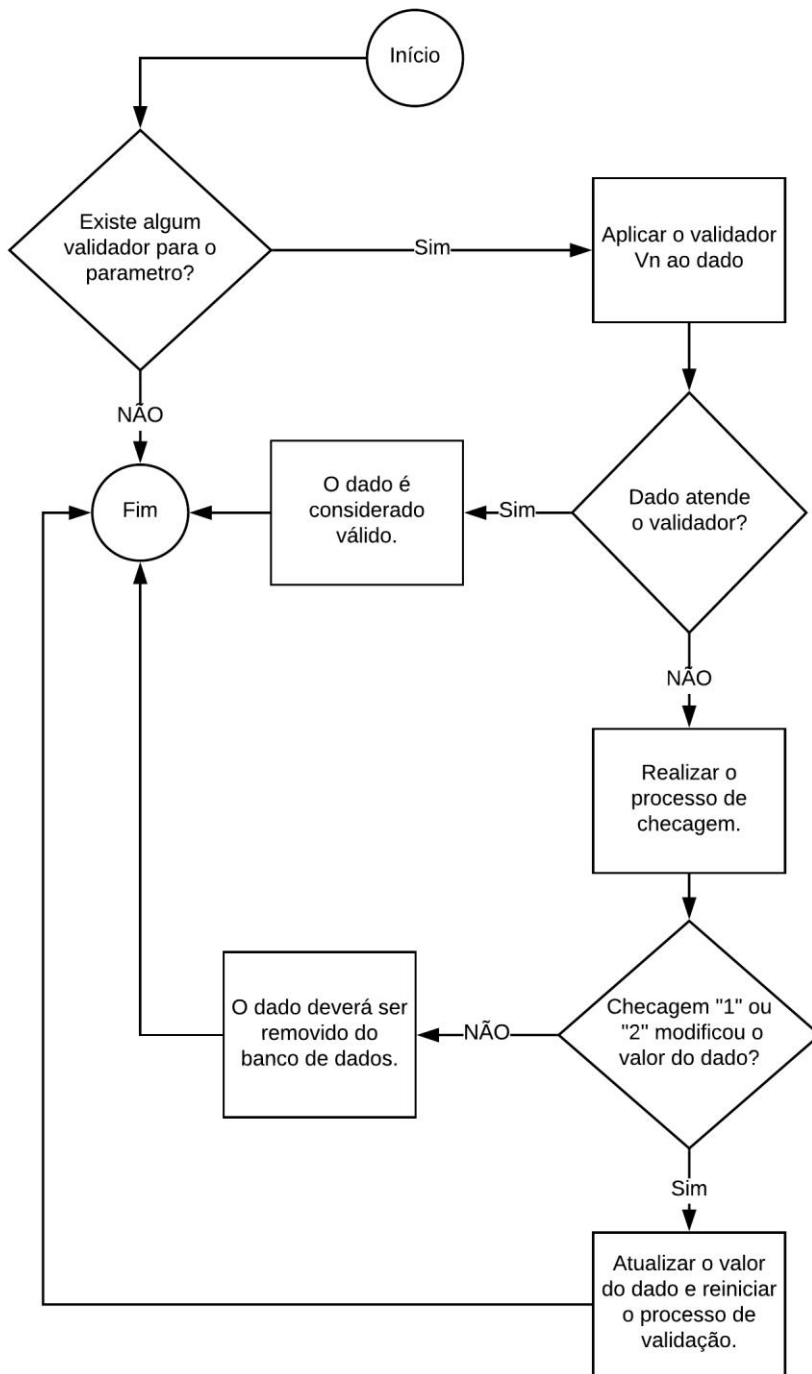 Início
Existe algum
validador para o
parametro?
Sim
Aplicar o validador
Vn ao dado
NÃO
Fim
O dado é
considerado
válido.
Sim
Dado atende
o validador?
NÃO
Realizar o
processo de
checagem.
O dado deverá ser
removido do
banco de dados.
NÃO
Checagem "1" ou
"2" modificou o
valor do dado?
Sim
Atualizar o valor
do dado e reiniciar
o processo de
validação.